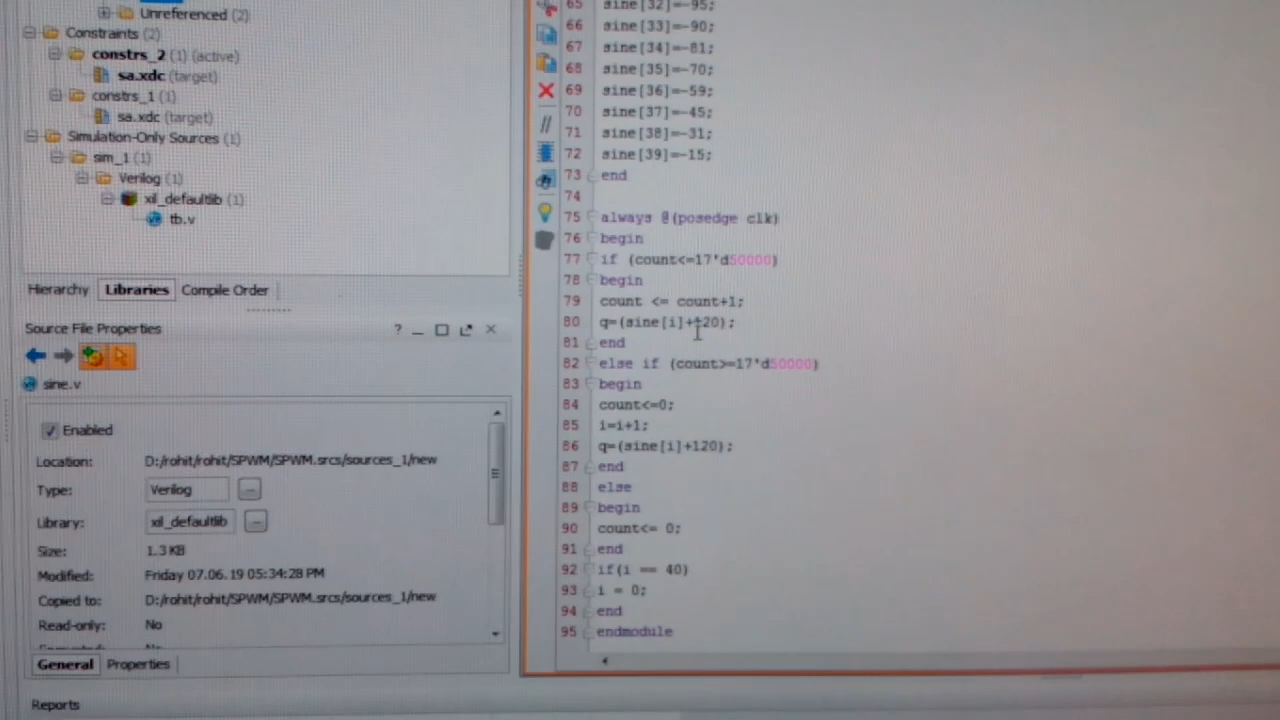 Unreferenced (2)
Constraints (2)
constrs_2 (1) (active)
sa.xdc (target)
constrs_1 (1)
sa.xdc (target)
Simulation-Only Sources (1)
sim_1 (1)
Verilog (1)
xil_defaultlib (1)
tb.v
Hierarchy Libraries Compile Order
Source File Properties ?
sine.v
Enabled
Location: D:/rohit/rohit/SPWM/SPWM.srcs/sources_1/new
Type: Verilog
Library: xil_defaultlib
Size: 1.3 KB
Modified: Friday 07.06.19 05:34:28 PM
Copied to: D:/rohit/rohit/SPWM/SPWM.srcs/sources_1/new
Read-only: No
General Properties
Reports
65 sine[32]=-95;
66 sine[33]=-90;
67 sine[34]=-81;
68 sine[35]=-70;
69 sine[36]=-59;
70 sine[37]=-45;
71 sine[38]=-31;
72 sine[39]=-15;
73 end
74
75 always @(posedge clk)
76 begin
77 if (count<=17'd50000)
78 begin
79 count <= count+1;
80 q=(sine[i]+120);
81 end
82 else if (count>=17'd50000)
83 begin
84 count<=0;
85 i=i+1;
86 q=(sine[i]+120);
87 end
88 else
89 begin
90 count<= 0;
91 end
92 if(i == 40)
93 i = 0;
94 end
95 endmodule